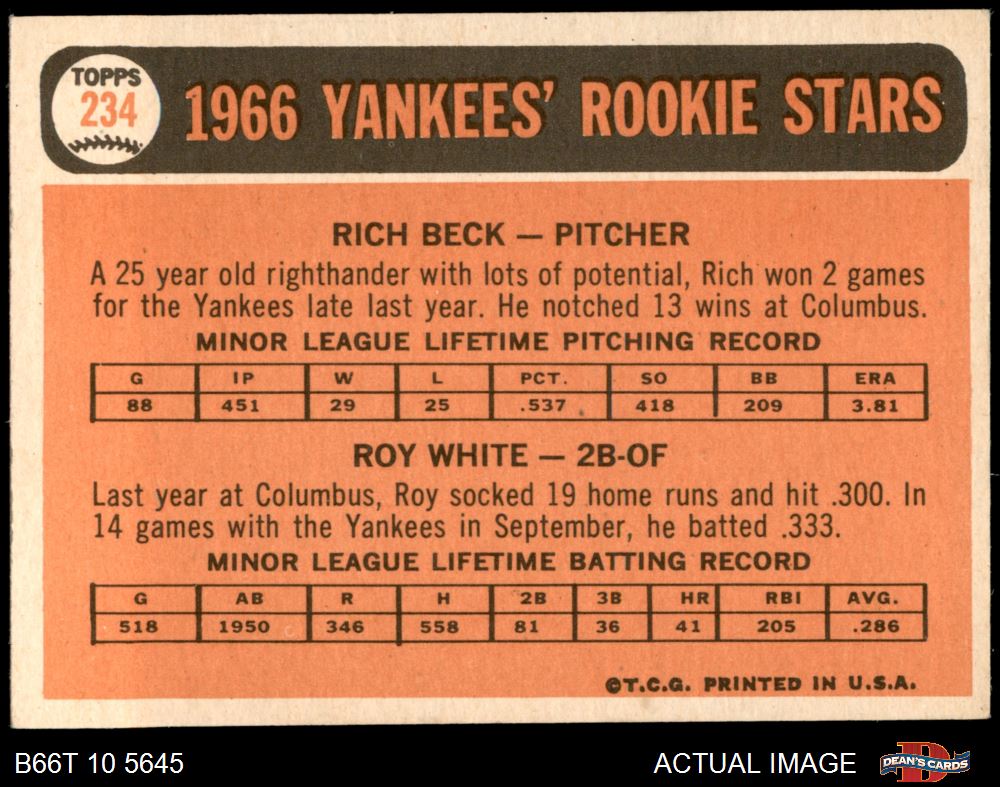 TOPPS
234
1966 YANKEES' ROOKIE STARS
RICH BECK — PITCHER
A 25 year old righthander with lots of potential, Rich won 2 games
for the Yankees late last year. He notched 13 wins at Columbus.
MINOR LEAGUE LIFETIME PITCHING RECORD
G IP W L PCT. SO BB ERA
88 451 29 25 .537 418 209 3.81
ROY WHITE — 2B-OF
Last year at Columbus, Roy socked 19 home runs and hit .300. In
14 games with the Yankees in September, he batted .333.
MINOR LEAGUE LIFETIME BATTING RECORD
G AB R H 2B 3B HR RBI AVG.
518 1950 346 558 81 36 41 205 .286
©T.C.G. PRINTED IN U.S.A.
B66T 10 5645 ACTUAL IMAGE
D DEAN'S CARDS